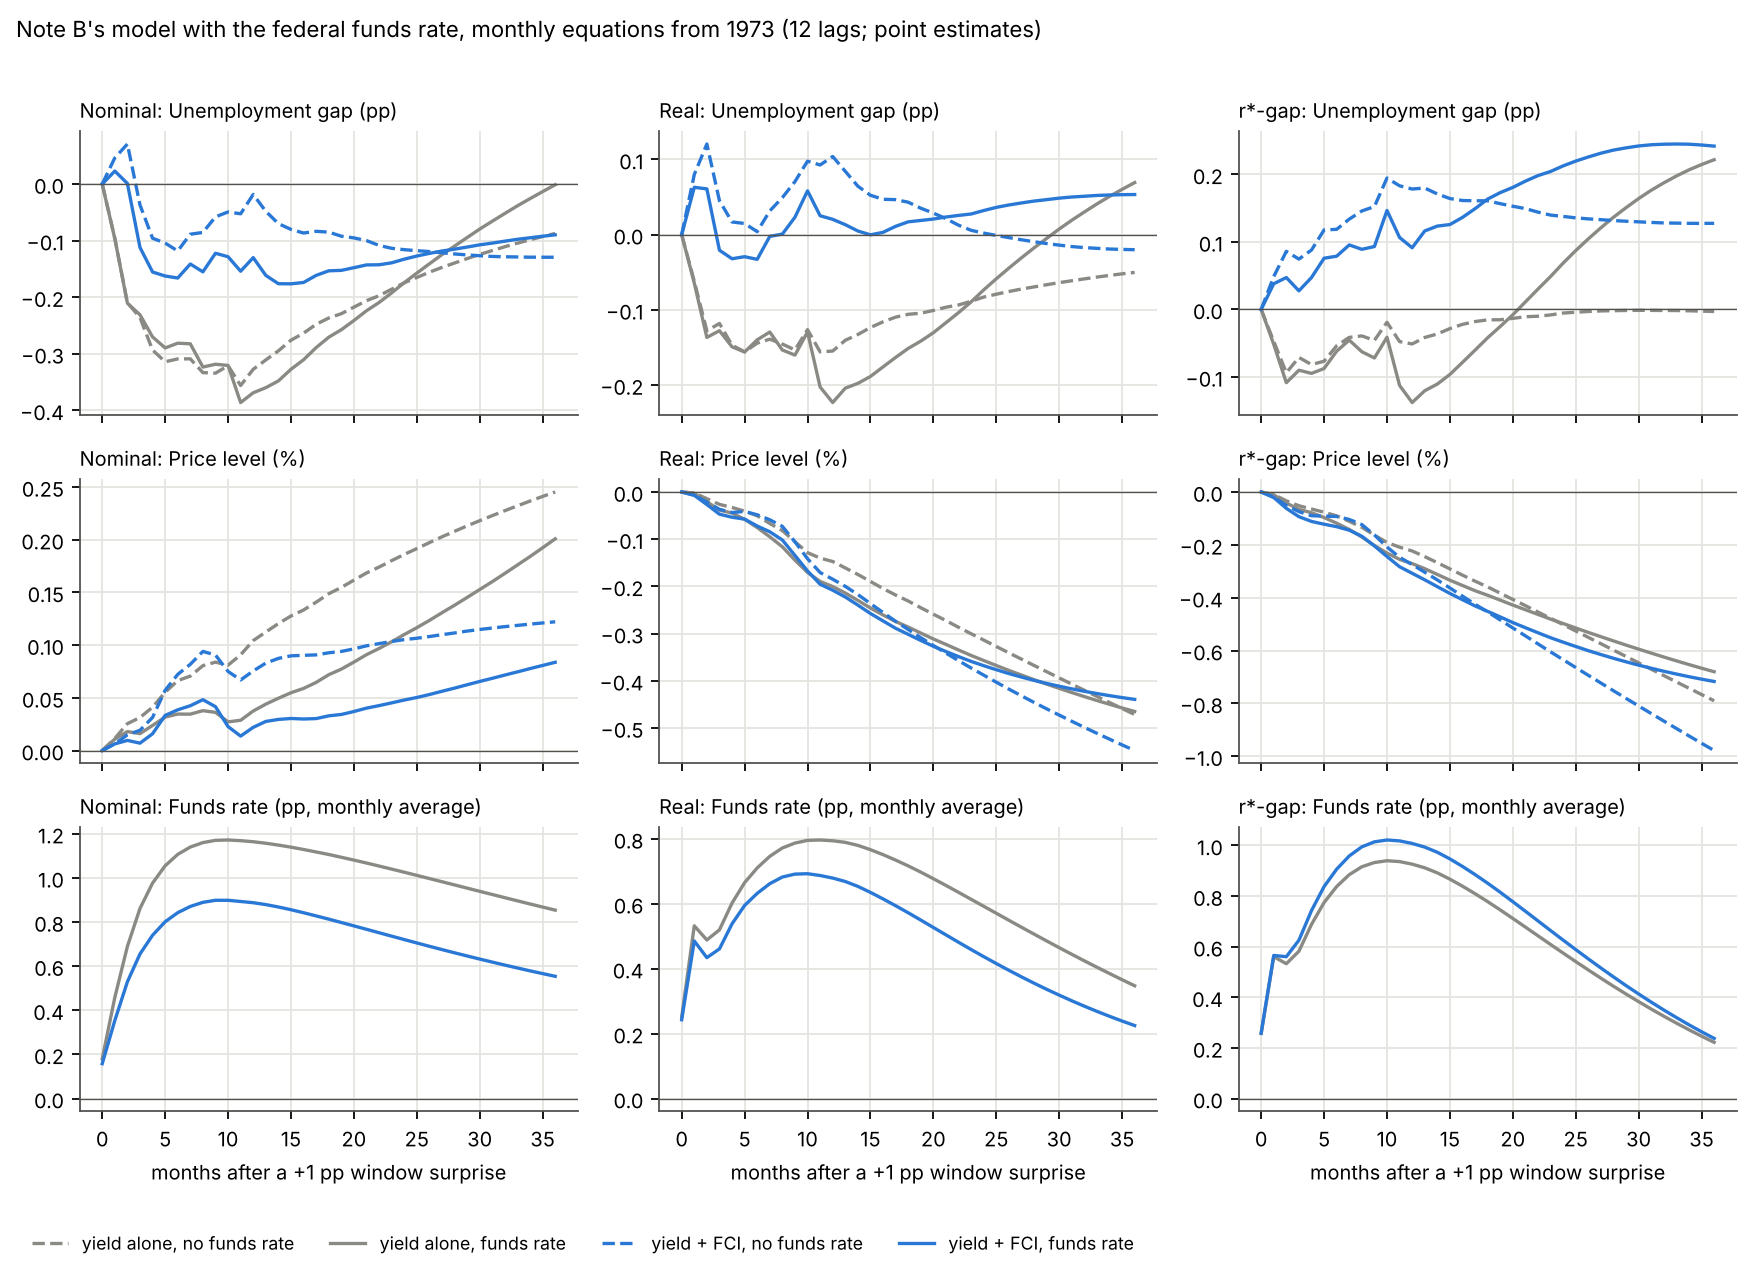 Note B's model with the federal funds rate, monthly equations from 1973 (12 lags; point estimates)
Nominal: Unemployment gap (pp)
0.0
−0.1
−0.2
−0.3
−0.4
Real: Unemployment gap (pp)
0.1
0.0
−0.1
−0.2
r*-gap: Unemployment gap (pp)
0.2
0.1
0.0
−0.1
Nominal: Price level (%)
0.25
0.20
0.15
0.10
0.05
0.00
Real: Price level (%)
0.0
−0.1
−0.2
−0.3
−0.4
−0.5
r*-gap: Price level (%)
0.0
−0.2
−0.4
−0.6
−0.8
−1.0
Nominal: Funds rate (pp, monthly average)
1.2
1.0
0.8
0.6
0.4
0.2
0.0
0 5 10 15 20 25 30 35
months after a +1 pp window surprise
Real: Funds rate (pp, monthly average)
0.8
0.6
0.4
0.2
0.0
0 5 10 15 20 25 30 35
months after a +1 pp window surprise
r*-gap: Funds rate (pp, monthly average)
1.0
0.8
0.6
0.4
0.2
0.0
0 5 10 15 20 25 30 35
months after a +1 pp window surprise
yield alone, no funds rate
yield alone, funds rate
yield + FCI, no funds rate
yield + FCI, funds rate